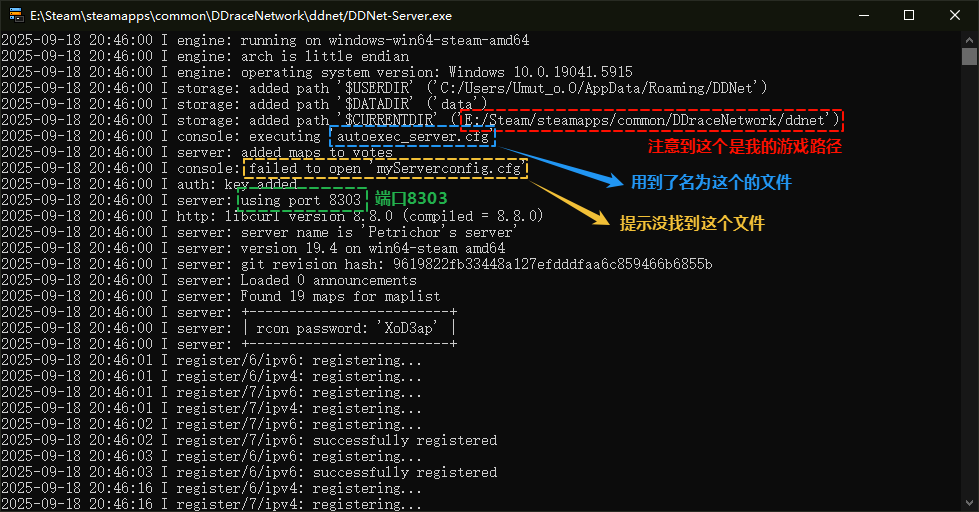 E:\Steam\steamapps\common\DDraceNetwork\ddnet/DDNet-Server.exe
2025-09-18 20:46:00 I engine: running on windows-win64-steam-amd64
2025-09-18 20:46:00 I engine: arch is little endian
2025-09-18 20:46:00 I engine: operating system version: Windows 10.0.19041.5915
2025-09-18 20:46:00 I storage: added path '$USERDIR' ('C:/Users/Umut_o.O/AppData/Roaming/DDNet')
2025-09-18 20:46:00 I storage: added path '$DATADIR' ('data')
2025-09-18 20:46:00 I storage: added path '$CURRENTDIR' ('E:/Steam/steamapps/common/DDraceNetwork/ddnet')
2025-09-18 20:46:00 I console: executing 'autoexec_server.cfg'
注意到这个是我的游戏路径
2025-09-18 20:46:00 I server: added maps to votes
2025-09-18 20:46:00 I console: failed to open 'myServerconfig.cfg'
2025-09-18 20:46:00 I auth: key added
用到了名为这个的文件
2025-09-18 20:46:00 I server: using port 8303
端口8303
2025-09-18 20:46:00 I http: libcurl version 8.8.0 (compiled = 8.8.0)
2025-09-18 20:46:00 I server: server name is 'Petrichor's server'
提示没找到这个文件
2025-09-18 20:46:00 I server: version 19.4 on win64-steam amd64
2025-09-18 20:46:00 I server: git revision hash: 9619822fb33448a127efdddfaa6c859466b6855b
2025-09-18 20:46:00 I server: Loaded 0 announcements
2025-09-18 20:46:00 I server: Found 19 maps for maplist
2025-09-18 20:46:00 I server: +-------------------------+
2025-09-18 20:46:00 I server: | rcon password: 'XoD3ap' |
2025-09-18 20:46:00 I server: +-------------------------+
2025-09-18 20:46:01 I register/6/ipv6: registering...
2025-09-18 20:46:01 I register/6/ipv4: registering...
2025-09-18 20:46:01 I register/7/ipv6: registering...
2025-09-18 20:46:01 I register/7/ipv4: registering...
2025-09-18 20:46:02 I register/7/ipv6: registering...
2025-09-18 20:46:02 I register/7/ipv6: successfully registered
2025-09-18 20:46:03 I register/6/ipv6: registering...
2025-09-18 20:46:03 I register/6/ipv6: successfully registered
2025-09-18 20:46:16 I register/6/ipv4: registering...
2025-09-18 20:46:16 I register/7/ipv4: registering...